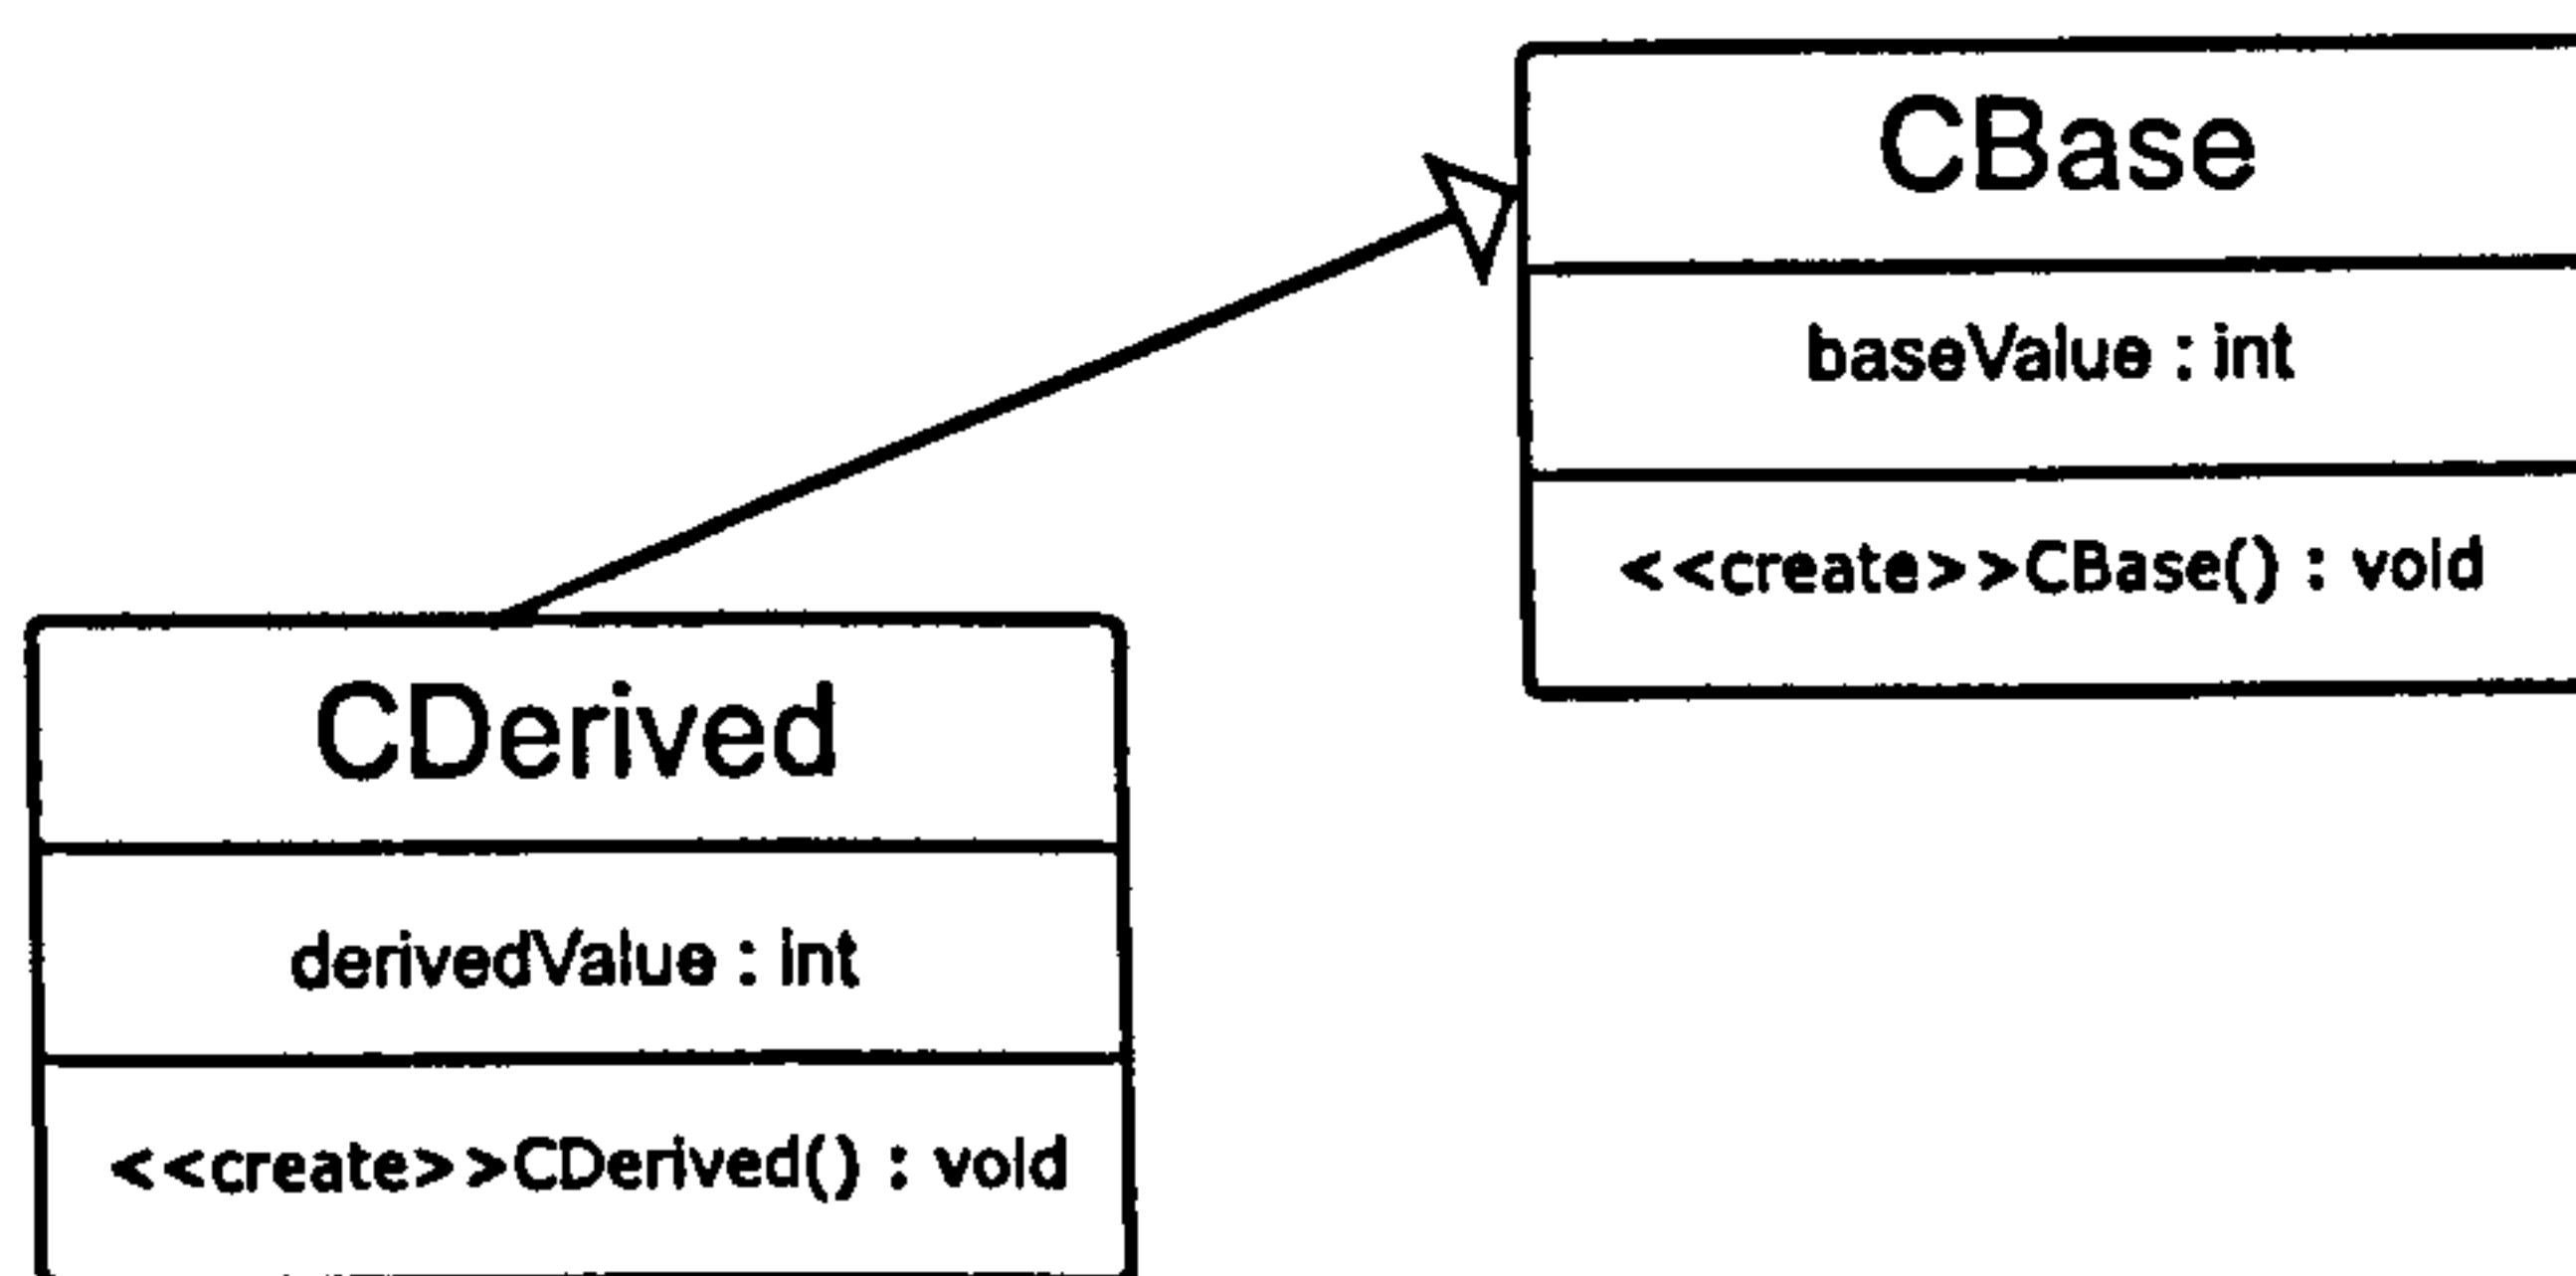 CBase
baseValue : int
<<create>>CBase() : void
CDerived
derivedValue : int
<<create>>CDerived() : void